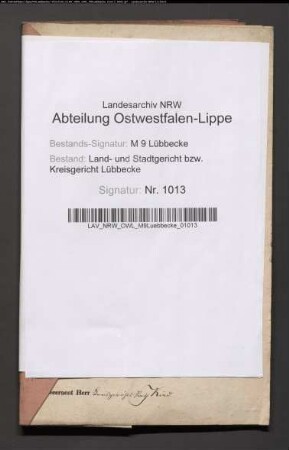 Landesarchiv NRW
Abteilung Ostwestfalen-Lippe
Bestands-Signatur: M 9 Lübbecke
Bestand: Land- und Stadtgericht bzw.
Kreisgericht Lübbecke
Signatur: Nr. 1013
LAV_NRW_OWL_M9Luebbecke_01013
Herr